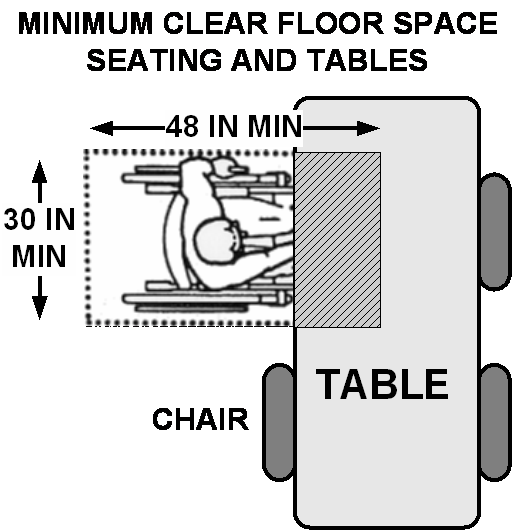 MINIMUM CLEAR FLOOR SPACE
SEATING AND TABLES
48 IN MIN
30 IN
MIN
TABLE
CHAIR